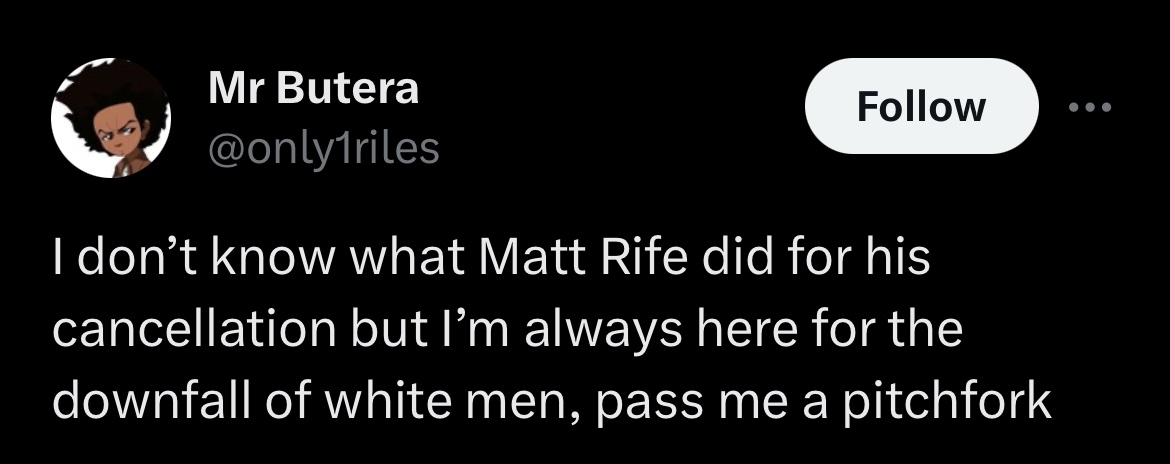 Mr Butera
Follow
@only1riles
I don’t know what Matt Rife did for his
cancellation but I’m always here for the
downfall of white men, pass me a pitchfork